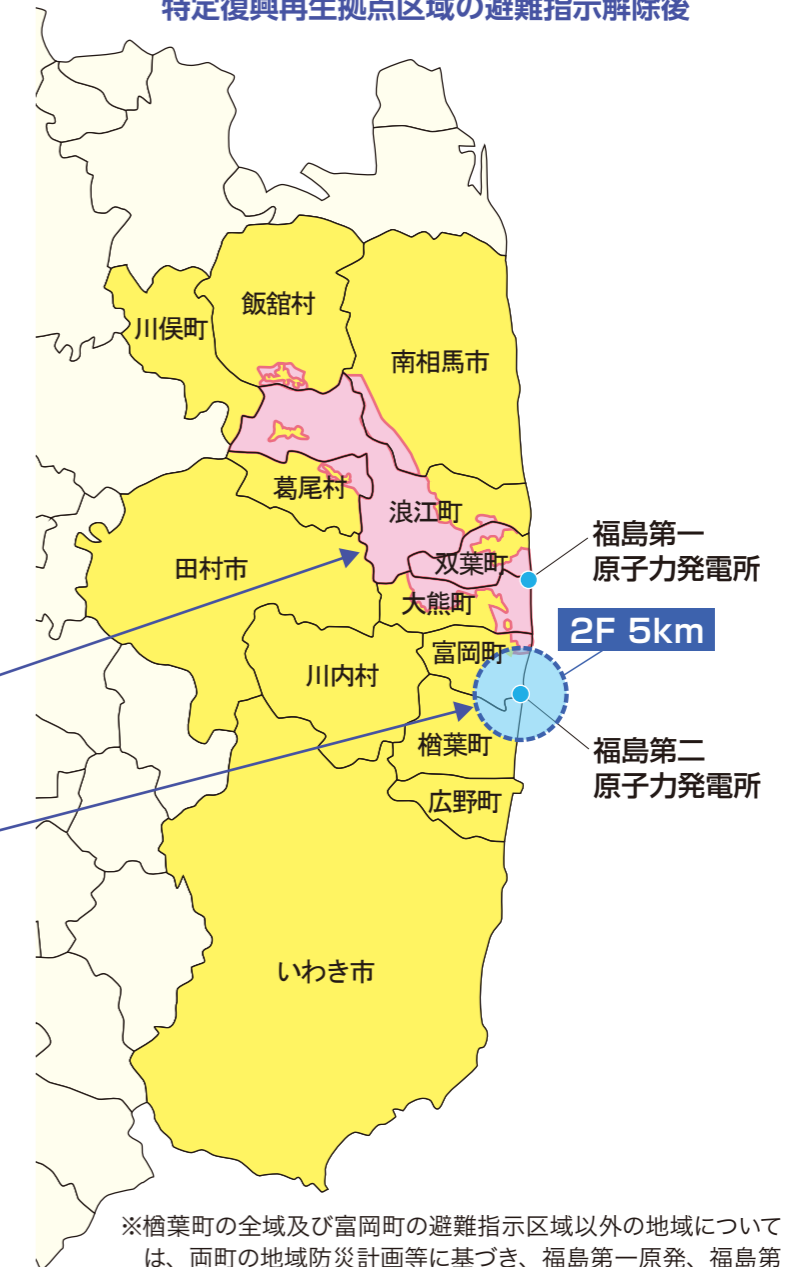 特定復興再生拠点区域の避難指示解除後
飯舘村
川俣町
南相馬市
葛尾村
浪江町
福島第一
原子力発電所
双葉町
田村市
大熊町
2F 5km
富岡町
川内村
楢葉町
福島第二
原子力発電所
広野町
いわき市
※楢葉町の全域及び富岡町の避難指示区域以外の地域について
は、両町の地域防災計画等に基づき、福島第一原発、福島第